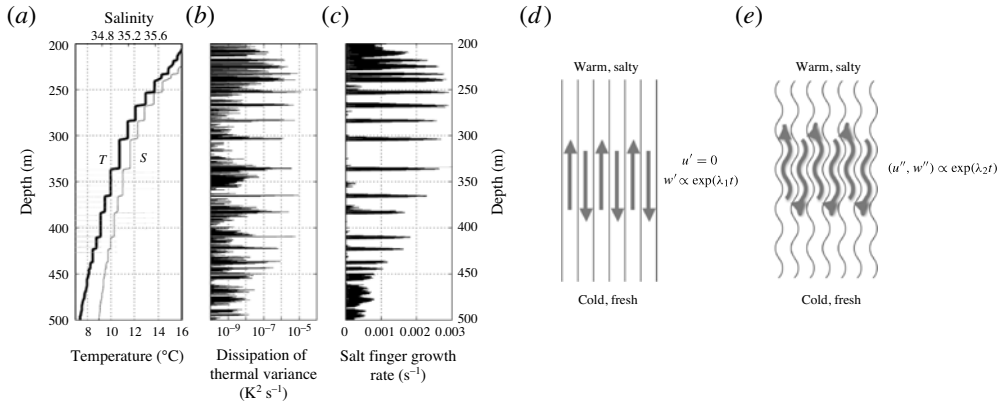 (a)
Salinity
34.8 35.2 35.6
200
250
300
350
400
450
500
Depth (m)
T
S
8 10 12 14 16
Temperature (°C)
(b)
10⁻⁹ 10⁻⁷ 10⁻⁵
Dissipation of
thermal variance
(K² s⁻¹)
(c)
200
250
300
350
400
450
500
Depth (m)
0 0.001 0.002 0.003
Salt finger growth
rate (s⁻¹)
(d)
Warm, salty
u′ = 0
w′ ∝ exp(λ₁t)
Cold, fresh
(e)
Warm, salty
(u″, w″) ∝ exp(λ₂t)
Cold, fresh